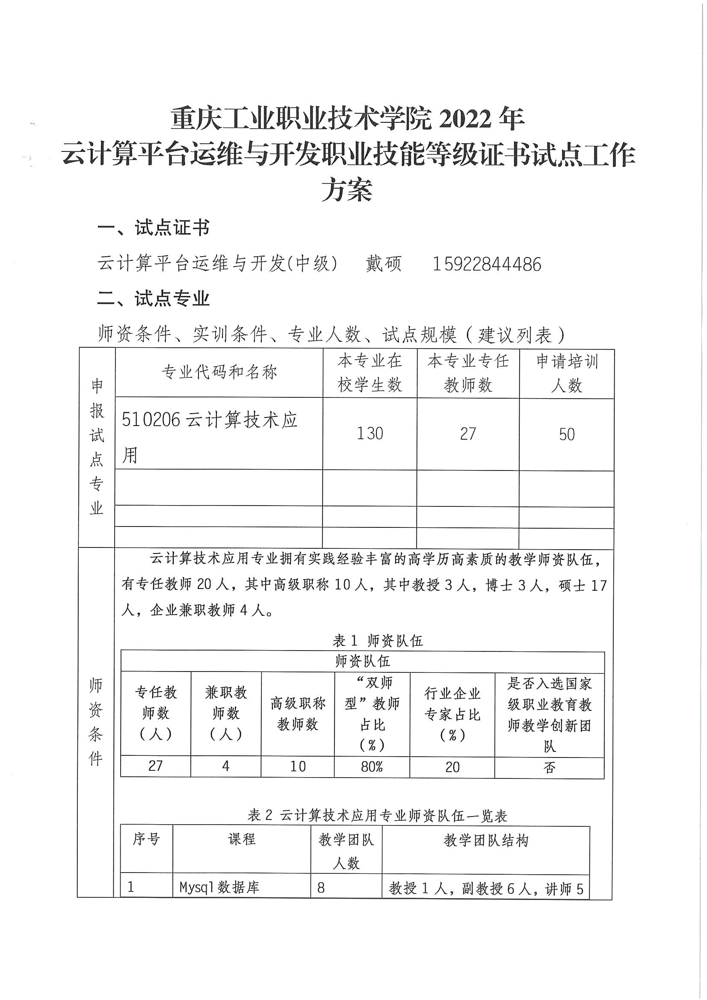 重庆工业职业技术学院 2022 年
云计算平台运维与开发职业技能等级证书试点工作
方案
一、试点证书
云计算平台运维与开发(中级) 戴硕 15922844486
二、试点专业
师资条件、实训条件、专业人数、试点规模（建议列表）
申报试点专业
专业代码和名称
本专业在
校学生数
本专业专任
教师数
申请培训
人数
510206 云计算技术应
用
130
27
50
师资条件
云计算技术应用专业拥有实践经验丰富的高学历高素质的教学师资队伍，
有专任教师 20 人，其中高级职称 10 人，其中教授 3 人，博士 3 人，硕士 17
人，企业兼职教师 4 人。
表 1 师资队伍
师资队伍
专任教
师数
（人）
兼职教
师数
（人）
高级职称
教师数
“双师
型”教师
占比
（%）
行业企业
专家占比
（%）
是否入选国家
级职业教育教
师教学创新团
队
27
4
10
80%
20
否
表 2 云计算技术应用专业师资队伍一览表
序号
课程
教学团队
人数
教学团队结构
1
Mysql 数据库
8
教授 1 人，副教授 6 人，讲师 5